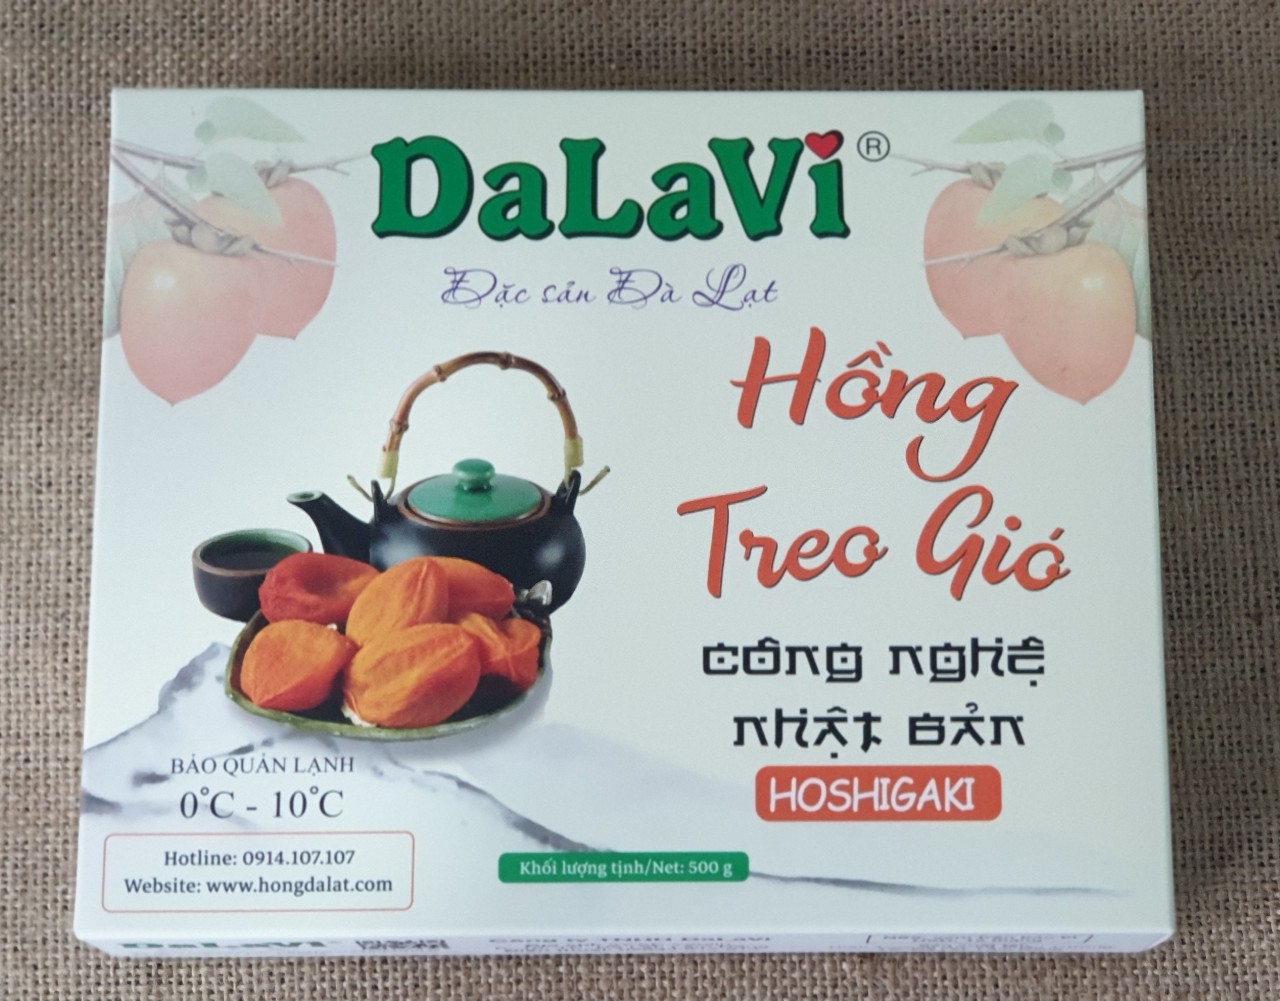 DaLaVi ®
Đặc sản Đà Lạt
Hồng
Treo Gió
công nghệ
nhật bản
HOSHIGAKI
BẢO QUẢN LẠNH
0°C - 10°C
Hotline: 0914.107.107
Website: www.hongdalat.com
Khối lượng tịnh/Net: 500 g
DaLaVi